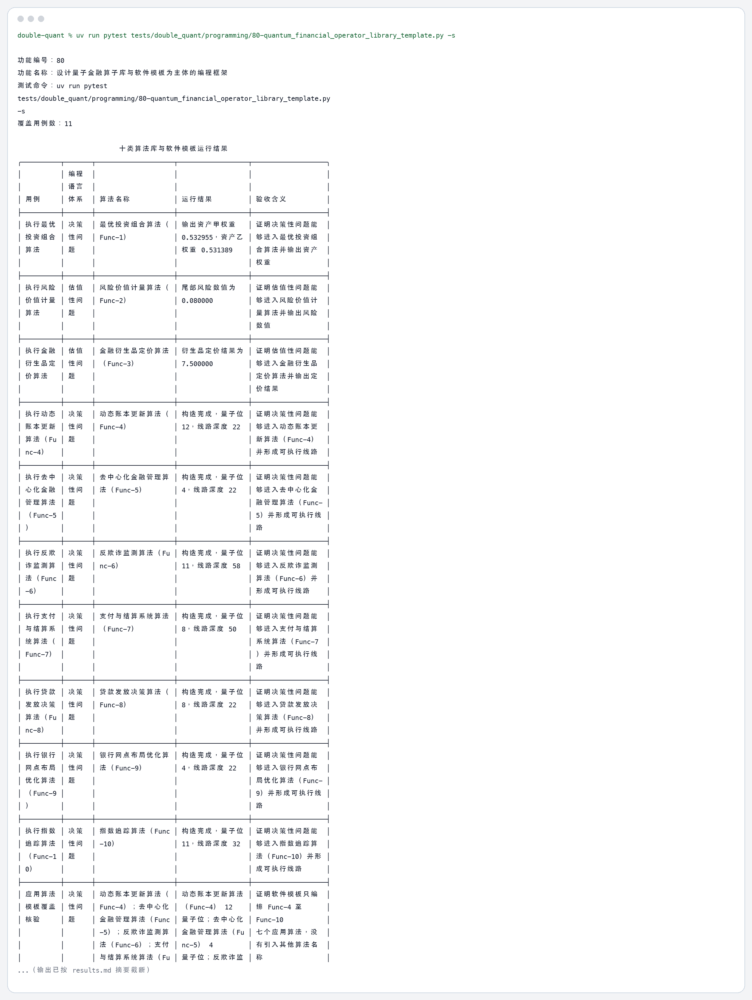 double-quant % uv run pytest tests/double_quant/programming/80-quantum_financial_operator_library_template.py -s
功能编号：80
功能名称：设计量子金融算子库与软件模板为主体的编程框架
测试命令：uv run pytest
tests/double_quant/programming/80-quantum_financial_operator_library_template.py
-s
覆盖用例数：11
十类算法库与软件模板运行结果
编程
语言
用例 体系 算法名称 运行结果 验收含义
执行最优 决策 最优投资组合算法（ 输出资产甲权重 证明决策性问题能
投资组合 性问 Func-1） 0.532955，资产乙 够进入最优投资组
算法 题 权重 0.531389 合算法并输出资产
权重
执行风险 估值 风险价值计量算法（ 尾部风险数值为 证明估值性问题能
价值计量 性问 Func-2） 0.080000 够进入风险价值计
算法 题 量算法并输出风险
数值
执行金融 估值 金融衍生品定价算法 衍生品定价结果为 证明估值性问题能
衍生品定 性问 （Func-3） 7.500000 够进入金融衍生品
价算法 题 定价算法并输出定
价结果
执行动态 决策 动态账本更新算法（ 构造完成，量子位 证明决策性问题能
账本更新 性问 Func-4） 12，线路深度 22 够进入动态账本更
算法（Fu 题 新算法（Func-4）
nc-4） 并形成可执行线路
执行去中 决策 去中心化金融管理算 构造完成，量子位 证明决策性问题能
心化金融 性问 法（Func-5） 4，线路深度 22 够进入去中心化金
管理算法 题 融管理算法（Func-
（Func-5 5）并形成可执行线
） 路
执行反欺 决策 反欺诈监测算法（Fu 构造完成，量子位 证明决策性问题能
诈监测算 性问 nc-6） 11，线路深度 58 够进入反欺诈监测
法（Func 题 算法（Func-6）并
-6） 形成可执行线路
执行支付 决策 支付与结算系统算法 构造完成，量子位 证明决策性问题能
与结算系 性问 （Func-7） 8，线路深度 50 够进入支付与结算
统算法（ 题 系统算法（Func-7
Func-7） ）并形成可执行线
路
执行贷款 决策 贷款发放决策算法（ 构造完成，量子位 证明决策性问题能
发放决策 性问 Func-8） 8，线路深度 22 够进入贷款发放决
算法（Fu 题 策算法（Func-8）
nc-8） 并形成可执行线路
执行银行 决策 银行网点布局优化算 构造完成，量子位 证明决策性问题能
网点布局 性问 法（Func-9） 4，线路深度 22 够进入银行网点布
优化算法 题 局优化算法（Func-
（Func-9 9）并形成可执行线
） 路
执行指数 决策 指数追踪算法（Func 构造完成，量子位 证明决策性问题能
追踪算法 性问 -10） 11，线路深度 32 够进入指数追踪算
（Func-1 题 法（Func-10）并形
0） 成可执行线路
应用算法 决策 动态账本更新算法（ 动态账本更新算法 证明软件模板只编
模板覆盖 性问 Func-4）；去中心化 （Func-4） 12 排 Func-4 至
核验 题 金融管理算法（Func 量子位；去中心化 Func-10
-5）；反欺诈监测算 金融管理算法（Fu 七个应用算法，没
法（Func-6）；支付 nc-5） 4 有引入其他算法名
与结算系统算法（Fu 量子位；反欺诈监 称
...（输出已按 results.md 摘要截断）